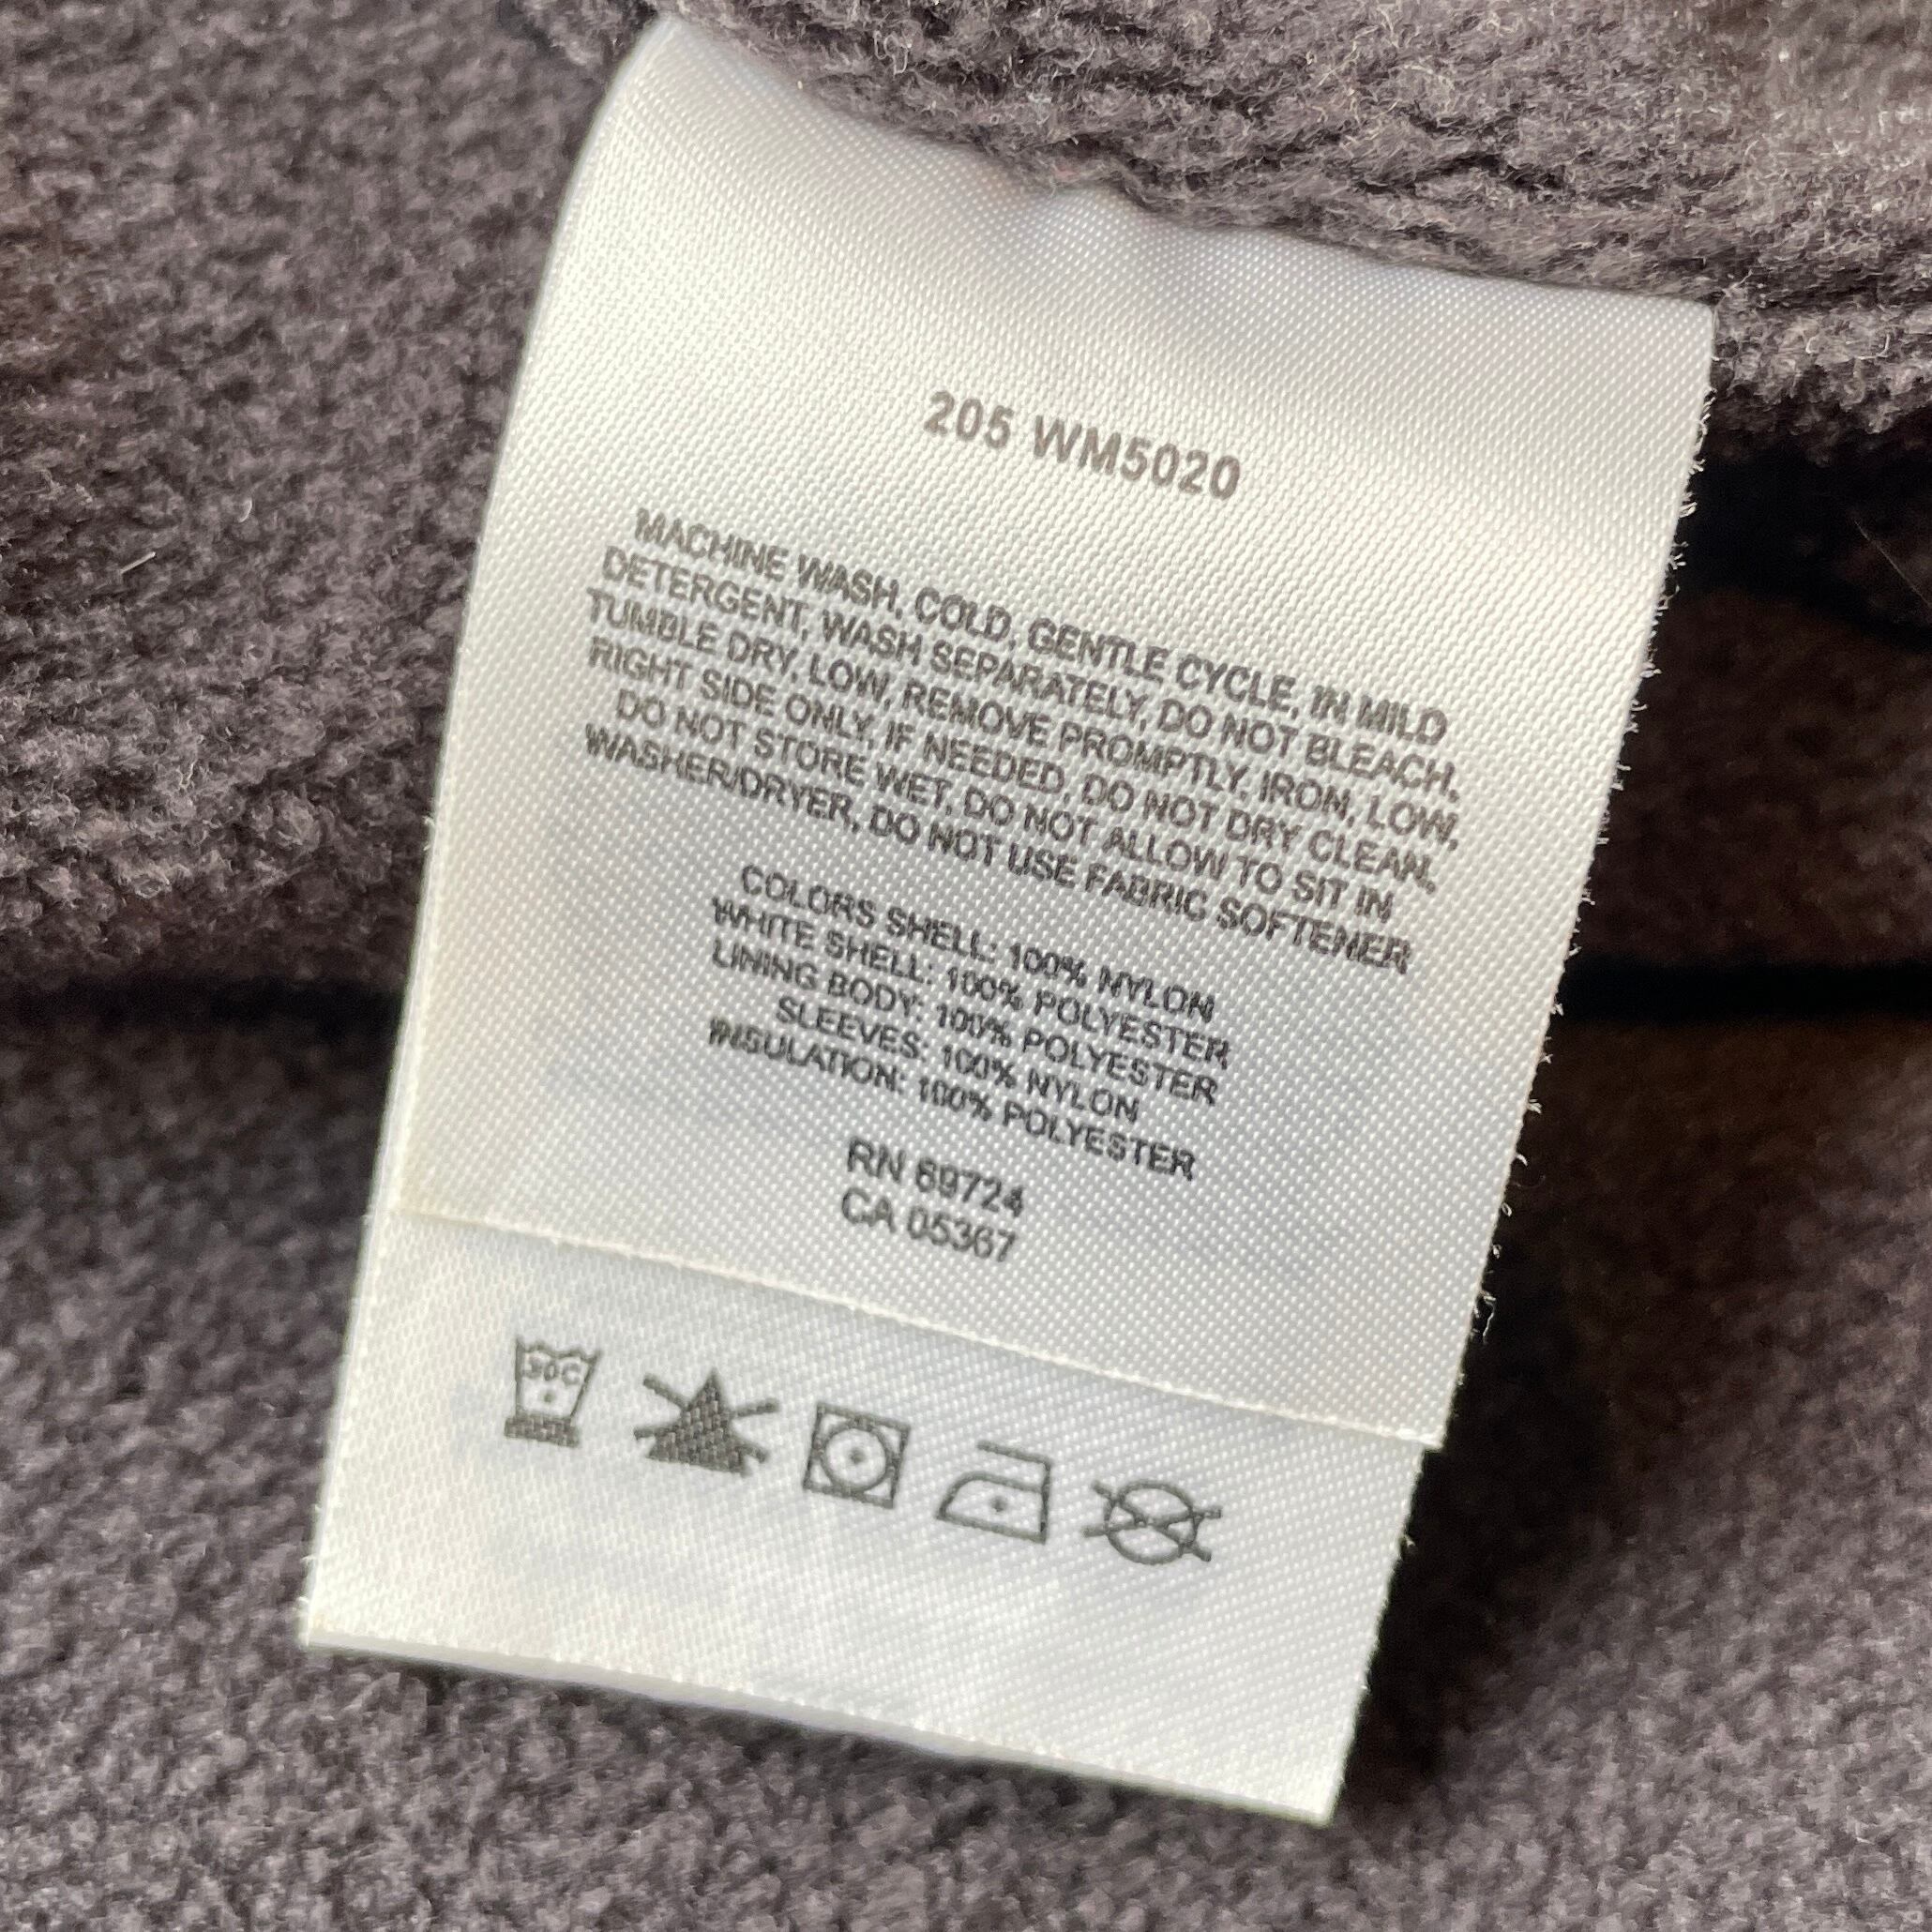 205 WM5020
MACHINE WASH, COLD, GENTLE CYCLE, IN MILD
DETERGENT, WASH SEPARATELY, DO NOT BLEACH,
TUMBLE DRY, LOW, REMOVE PROMPTLY, IRON, LOW,
RIGHT SIDE ONLY, IF NEEDED, DO NOT DRY CLEAN,
DO NOT STORE WET, DO NOT ALLOW TO SIT IN
WASHER/DRYER, DO NOT USE FABRIC SOFTENER
COLORS SHELL: 100% NYLON
WHITE SHELL: 100% POLYESTER
LINING BODY: 100% POLYESTER
SLEEVES: 100% NYLON
INSULATION: 100% POLYESTER
RN 69724
CA 05367
30C